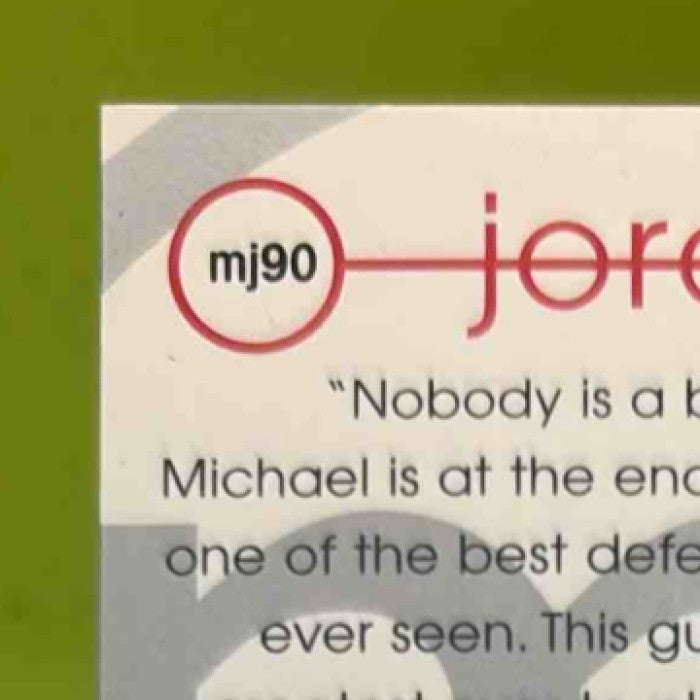 mj90
"Nobody is a
Michael is at the
one of the best
ever seen. This